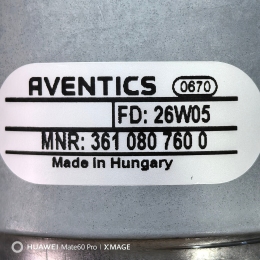 AVENTICS 0670
FD: 26W05
MNR: 361 080 760 0
Made in Hungary
HUAWEI Mate60 Pro | XMAGE